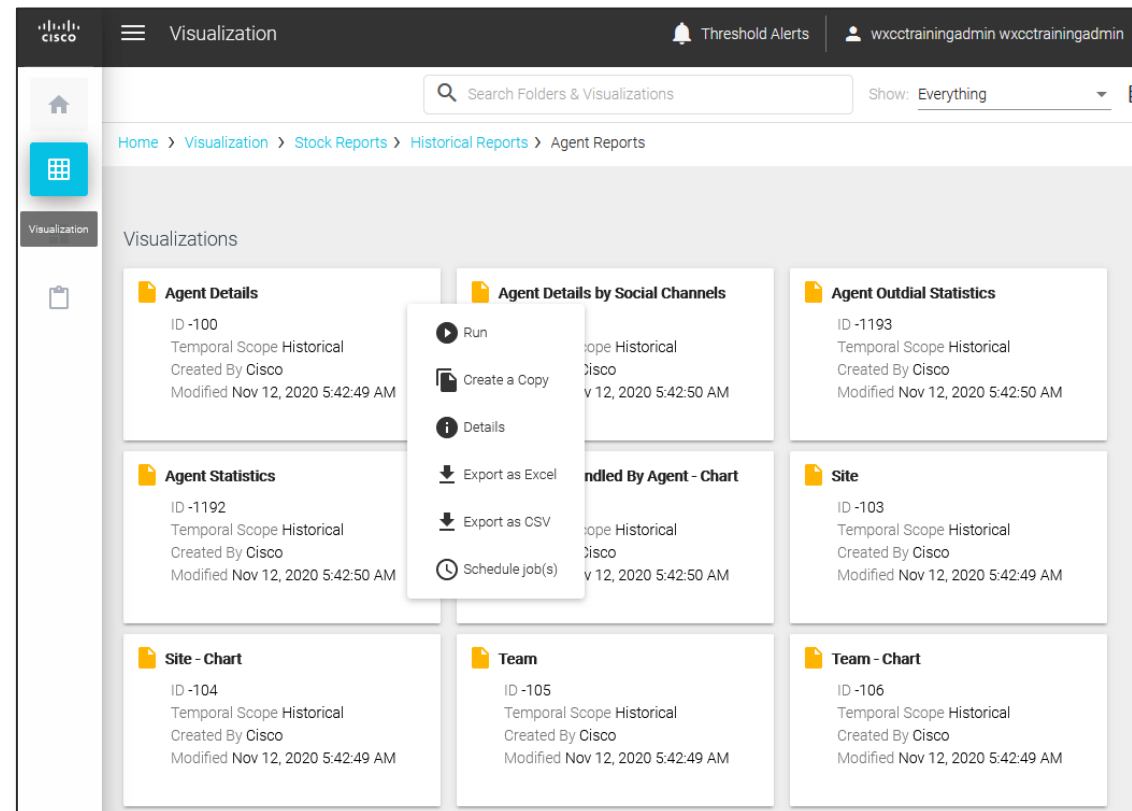 cisco
Visualization
Threshold Alerts
wxcctrainingadmin wxcctrainingadmin
Search Folders & Visualizations
Show: Everything
Home > Visualization > Stock Reports > Historical Reports > Agent Reports
Visualization
Visualizations
Agent Details
ID -100
Temporal Scope Historical
Created By Cisco
Modified Nov 12, 2020 5:42:49 AM
Agent Details by Social Channels
Historical
Cisco
12, 2020 5:42:50 AM
Agent Outdial Statistics
ID -1193
Temporal Scope Historical
Created By Cisco
Modified Nov 12, 2020 5:42:50 AM
Run
Create a Copy
Details
Export as Excel
Export as CSV
Schedule job(s)
Agent Statistics
ID -1192
Temporal Scope Historical
Created By Cisco
Modified Nov 12, 2020 5:42:50 AM
By Agent - Chart
Historical
Cisco
12, 2020 5:42:50 AM
Site
ID -103
Temporal Scope Historical
Created By Cisco
Modified Nov 12, 2020 5:42:49 AM
Site - Chart
ID -104
Temporal Scope Historical
Created By Cisco
Modified Nov 12, 2020 5:42:49 AM
Team
ID -105
Temporal Scope Historical
Created By Cisco
Modified Nov 12, 2020 5:42:49 AM
Team - Chart
ID -106
Temporal Scope Historical
Created By Cisco
Modified Nov 12, 2020 5:42:49 AM